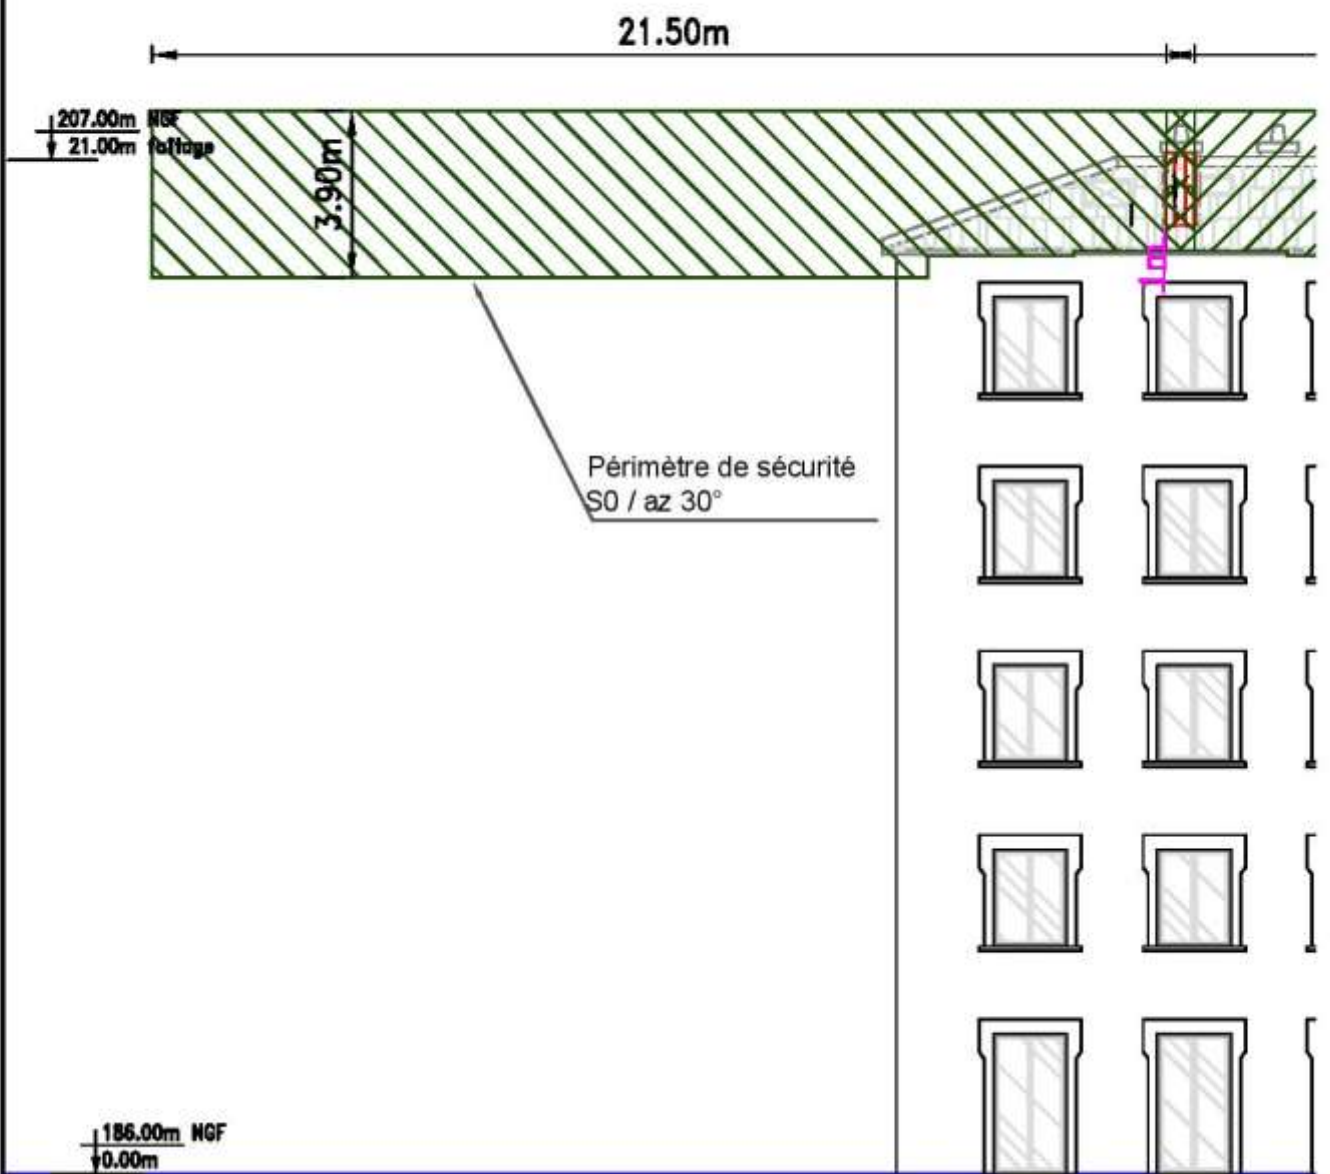 21.50m
207.00m NGF
21.00m faîtage
3.90m
1m
Périmètre de sécurité
S0 / az 30°
186.00m NGF
0.00m